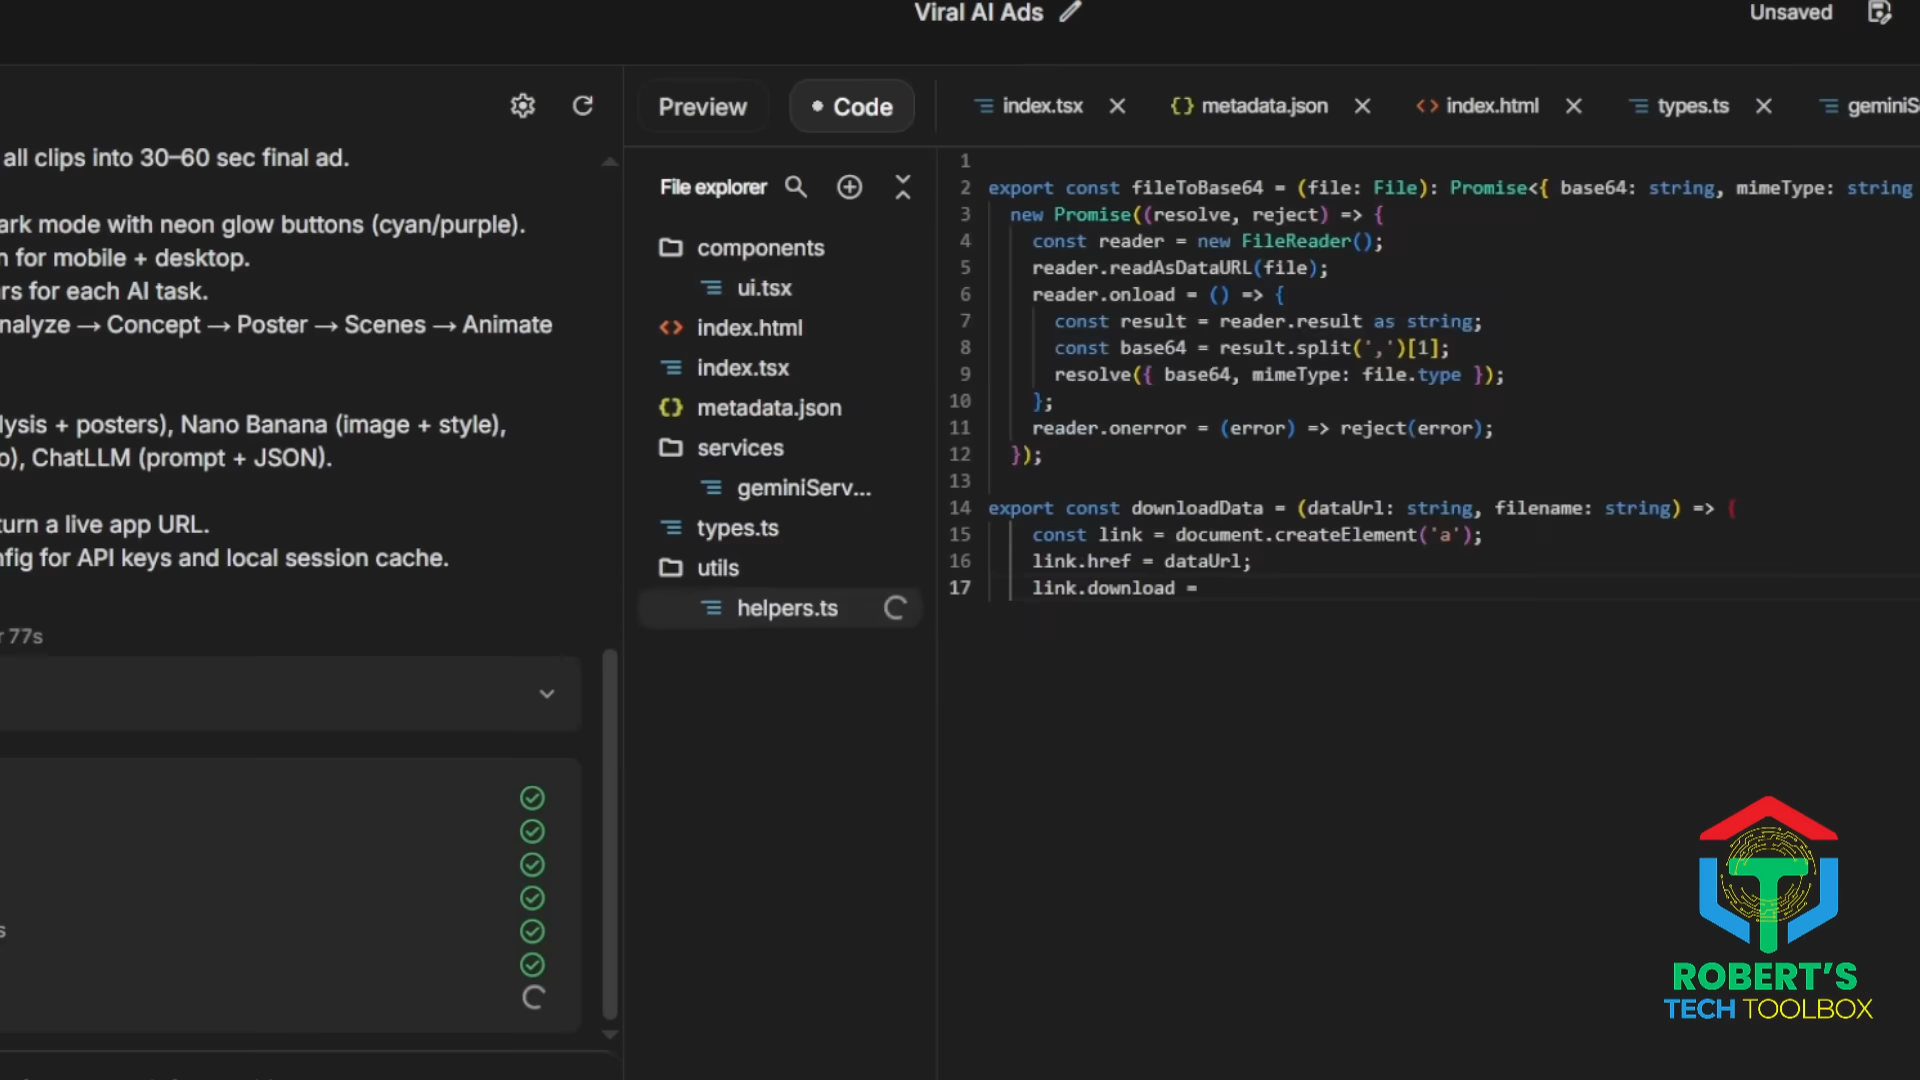 Viral AI Ads
Unsaved
Preview
Code
index.tsx
metadata.json
index.html
types.ts
geminiS
all clips into 30–60 sec final ad.
ark mode with neon glow buttons (cyan/purple).
n for mobile + desktop.
rs for each AI task.
nalyze → Concept → Poster → Scenes → Animate
lysis + posters), Nano Banana (image + style),
o), ChatLLM (prompt + JSON).
turn a live app URL.
nfig for API keys and local session cache.
r 77s
s
File explorer
components
ui.tsx
index.html
index.tsx
metadata.json
services
geminiServ...
types.ts
utils
helpers.ts
1
2 export const fileToBase64 = (file: File): Promise<{ base64: string, mimeType: string
3 new Promise((resolve, reject) => {
4 const reader = new FileReader();
5 reader.readAsDataURL(file);
6 reader.onload = () => {
7 const result = reader.result as string;
8 const base64 = result.split(',')[1];
9 resolve({ base64, mimeType: file.type });
10 };
11 reader.onerror = (error) => reject(error);
12 });
13
14 export const downloadData = (dataUrl: string, filename: string) => {
15 const link = document.createElement('a');
16 link.href = dataUrl;
17 link.download =
ROBERT'S
TECH TOOLBOX